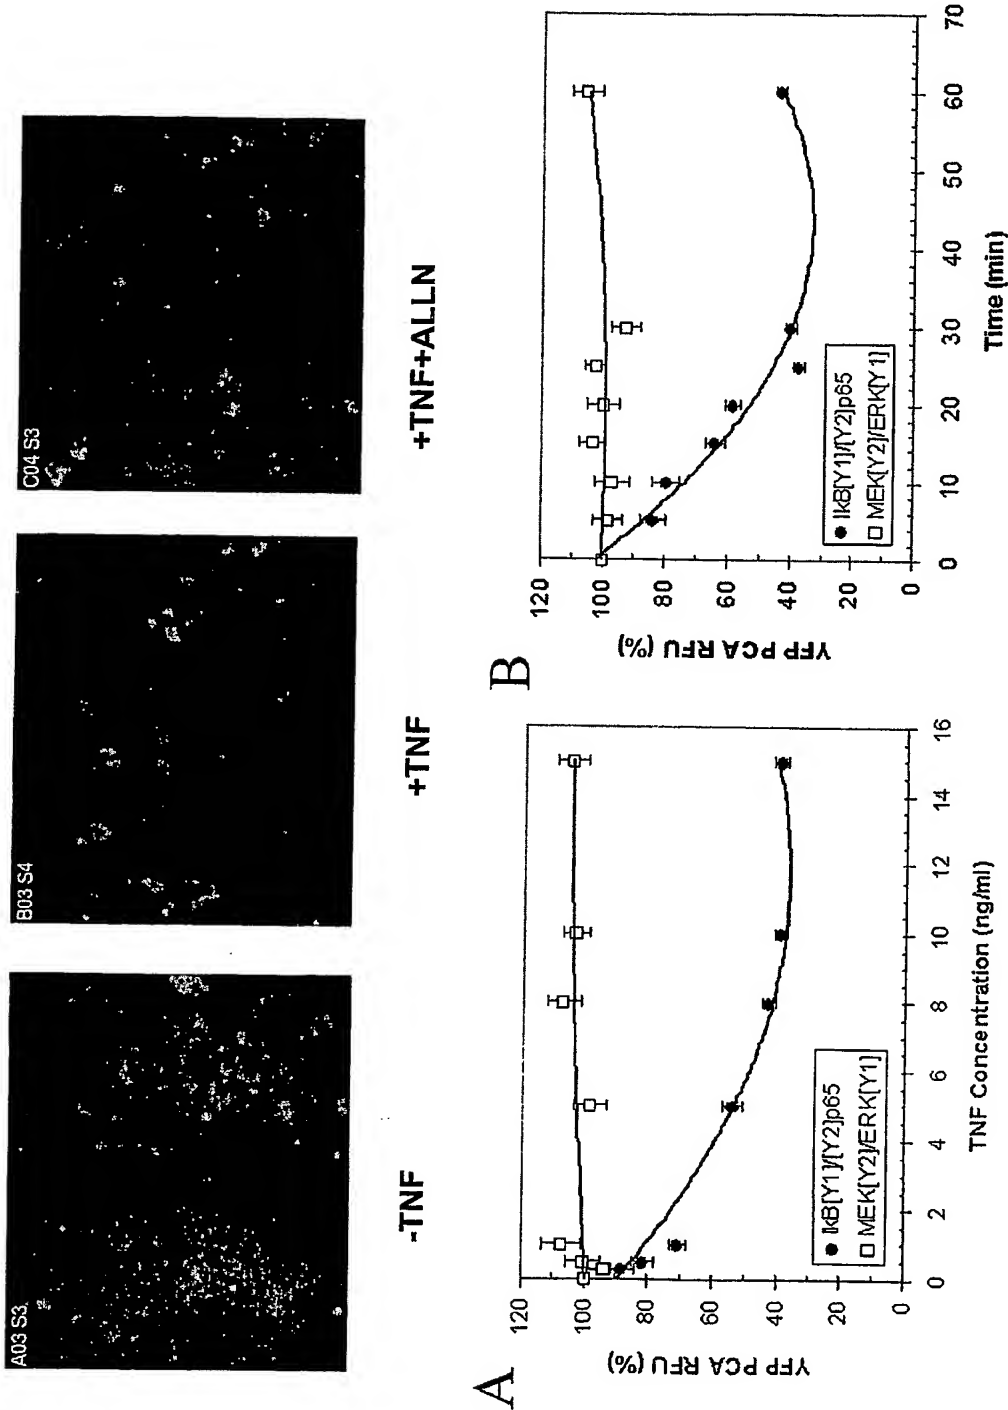 A03 S3
B03 S4
C04 S3
-TNF
+TNF
+TNF+ALLN
A
YFP PCA RFU (%)
120
100
80
60
40
20
0
IkB[Y1]/[Y2]p65
MEK[Y2]/ERK[Y1]
0
2
4
6
8
10
12
14
16
TNF Concentration (ng/ml)
B
YFP PCA RFU (%)
120
100
80
60
40
20
0
IkB[Y1]/[Y2]p65
MEK[Y2]/ERK[Y1]
0
10
20
30
40
50
60
70
Time (min)